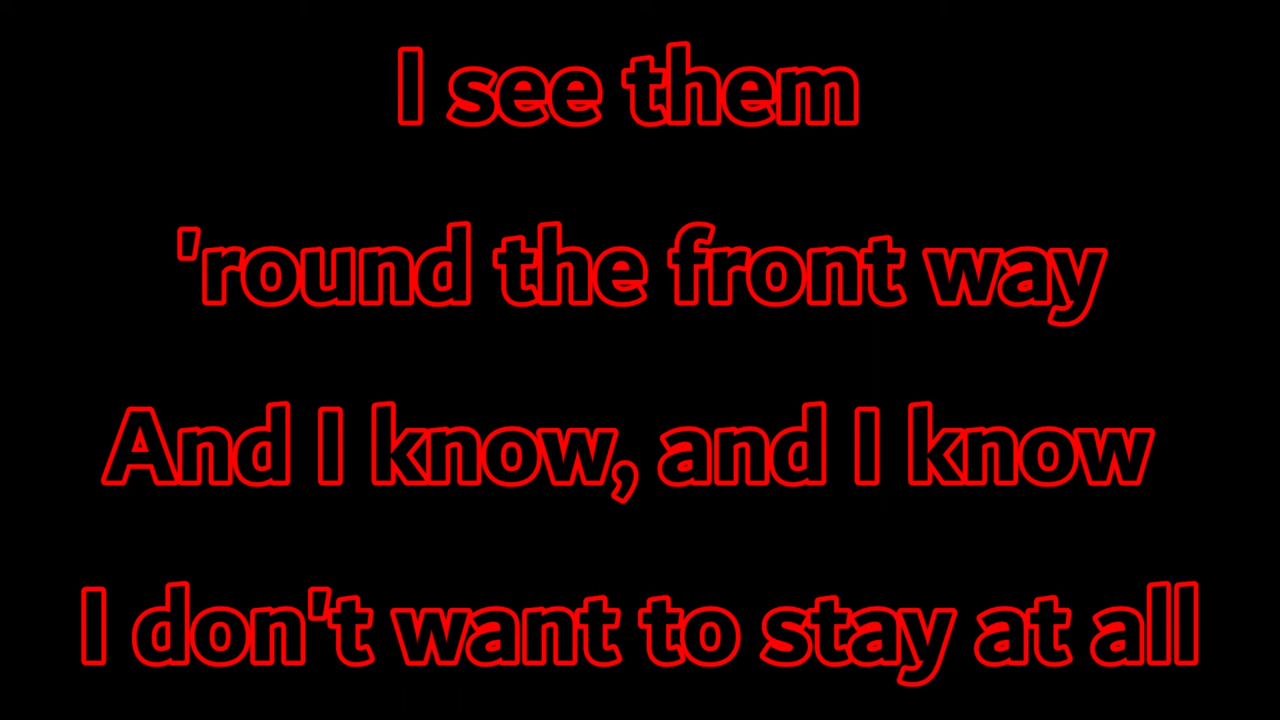 I see them
'round the front way
And I know, and I know
I don't want to stay at all